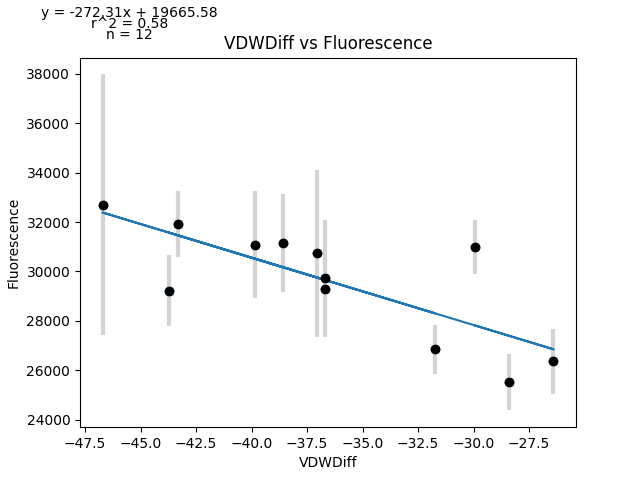 y = -272.31x + 19665.58
r^2 = 0.58
n = 12
VDWDiff vs Fluorescence
38000
36000
34000
32000
30000
28000
26000
24000
Fluorescence
−47.5 −45.0 −42.5 −40.0 −37.5 −35.0 −32.5 −30.0 −27.5
VDWDiff